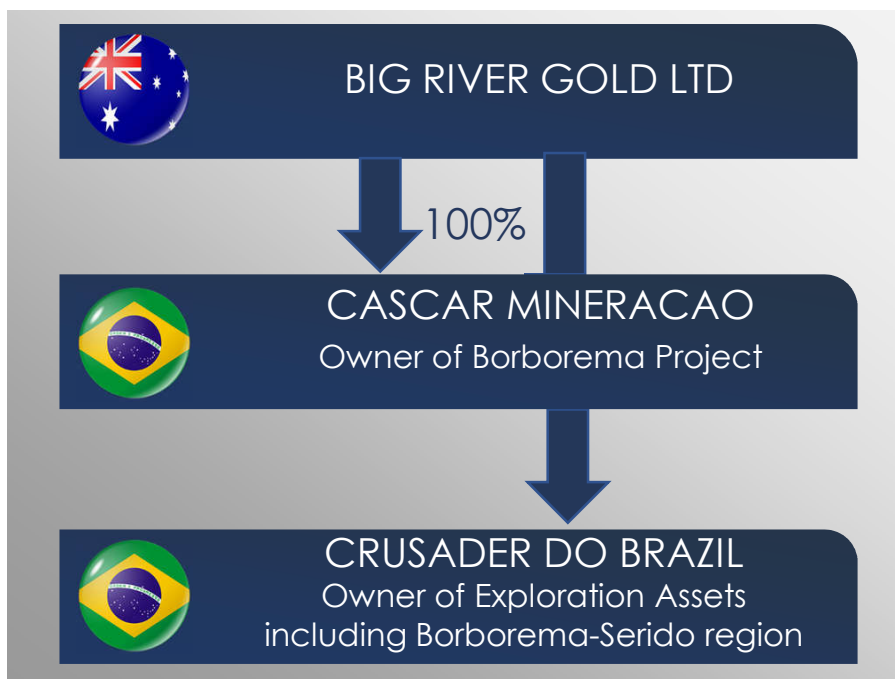 BIG RIVER GOLD LTD
100%
CASCAR MINERACAO
Owner of Borborema Project
CRUSADER DO BRAZIL
Owner of Exploration Assets
including Borborema-Serido region